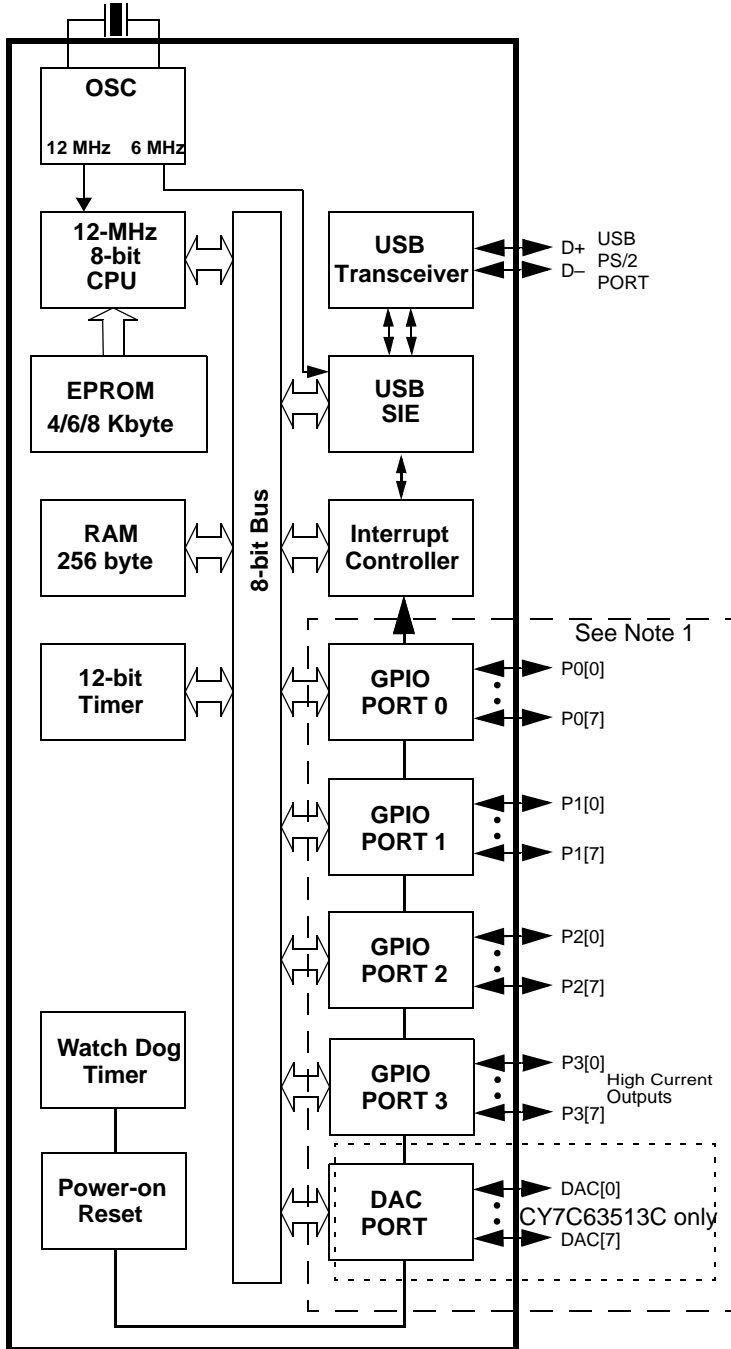 OSC
12 MHz 6 MHz
12-MHz
8-bit
CPU
USB
Transceiver
D+
D–
USB
PS/2
PORT
EPROM
4/6/8 Kbyte
USB
SIE
8-bit Bus
RAM
256 byte
Interrupt
Controller
See Note 1
12-bit
Timer
GPIO
PORT 0
P0[0]
P0[7]
GPIO
PORT 1
P1[0]
P1[7]
GPIO
PORT 2
P2[0]
P2[7]
Watch Dog
Timer
GPIO
PORT 3
P3[0]
P3[7]
High Current
Outputs
Power-on
Reset
DAC
PORT
DAC[0]
CY7C63513C only
DAC[7]